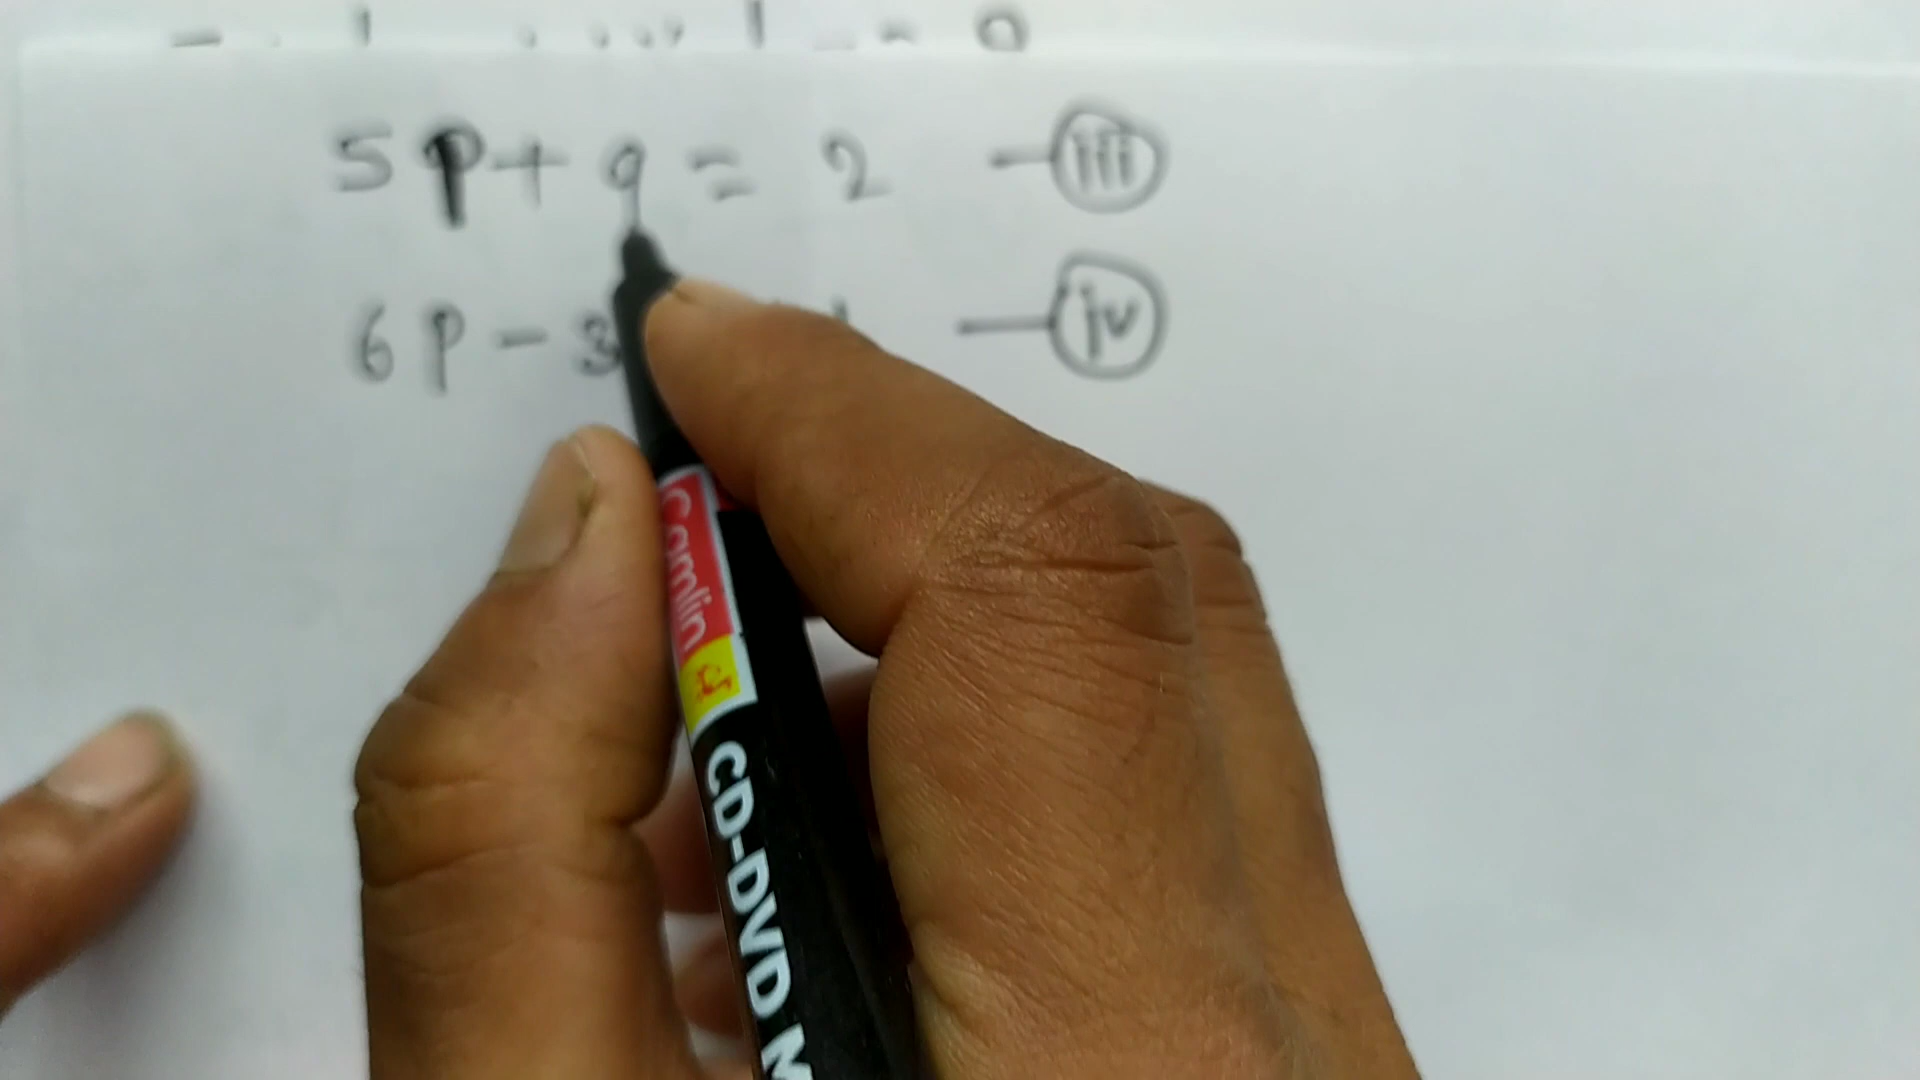 5p + q = 2 — iii
6p - 3 — iv
Camlin
CD-DVD M